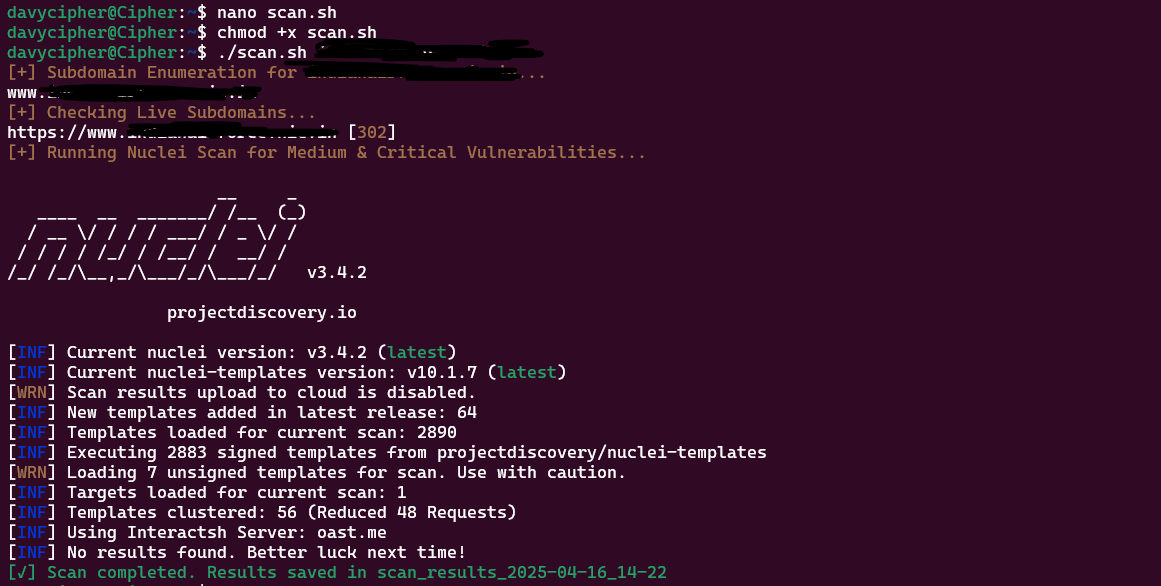 davycipher@Cipher:~$ nano scan.sh
davycipher@Cipher:~$ chmod +x scan.sh
davycipher@Cipher:~$ ./scan.sh
[+] Subdomain Enumeration for ...
www.
[+] Checking Live Subdomains...
https://www. [302]
[+] Running Nuclei Scan for Medium & Critical Vulnerabilities...
nuclei v3.4.2
projectdiscovery.io
[INF] Current nuclei version: v3.4.2 (latest)
[INF] Current nuclei-templates version: v10.1.7 (latest)
[WRN] Scan results upload to cloud is disabled.
[INF] New templates added in latest release: 64
[INF] Templates loaded for current scan: 2890
[INF] Executing 2883 signed templates from projectdiscovery/nuclei-templates
[WRN] Loading 7 unsigned templates for scan. Use with caution.
[INF] Targets loaded for current scan: 1
[INF] Templates clustered: 56 (Reduced 48 Requests)
[INF] Using Interactsh Server: oast.me
[INF] No results found. Better luck next time!
[√] Scan completed. Results saved in scan_results_2025-04-16_14-22